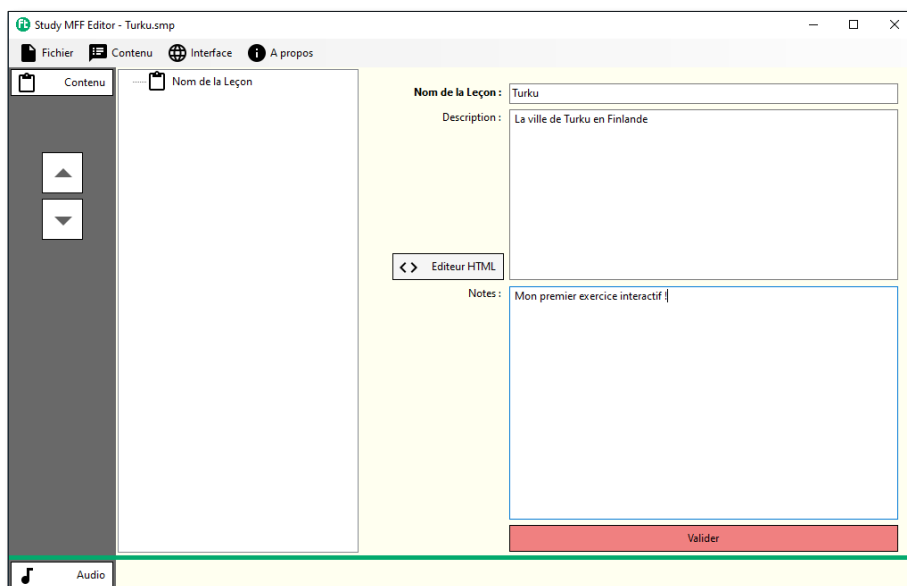 Study MFF Editor - Turku.smp
Fichier Contenu Interface A propos
Contenu
Nom de la Leçon
Nom de la Leçon : Turku
Description : La ville de Turku en Finlande
Editeur HTML
Notes : Mon premier exercice interactif !
Valider
Audio